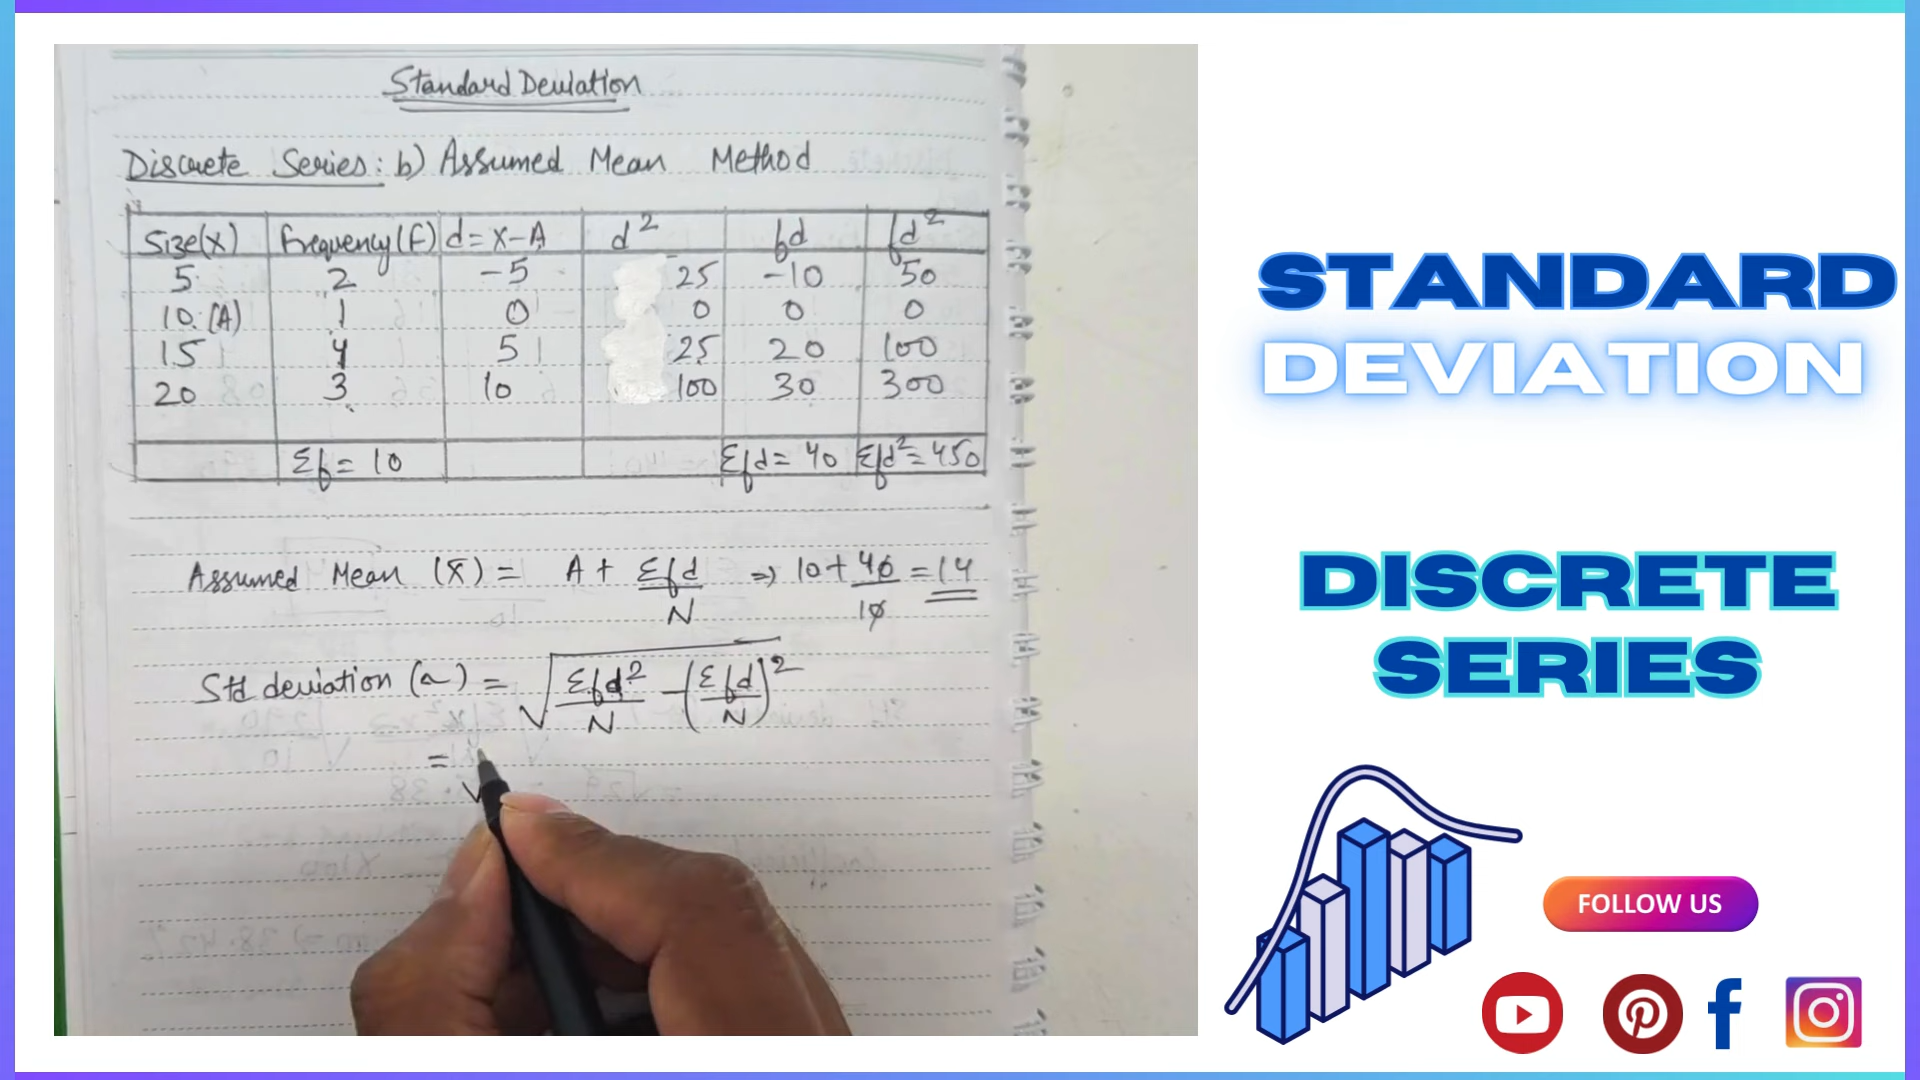 Standard Deviation
Discrete Series: b) Assumed Mean Method
Size(X) Frequency(f) d=X-A d² fd fd²
5 2 -5 25 -10 50
10 (A) 1 0 0 0 0
15 4 5 25 20 100
20 3 10 100 30 300
Σf = 10 Σfd = 40 Σfd² = 450
Assumed Mean (x̄) = A + Σfd/N ⇒ 10 + 40/10 = 14
Std deviation (σ) = √ Σfd²/N - (Σfd/N)²
= √
STANDARD
DEVIATION
DISCRETE
SERIES
FOLLOW US